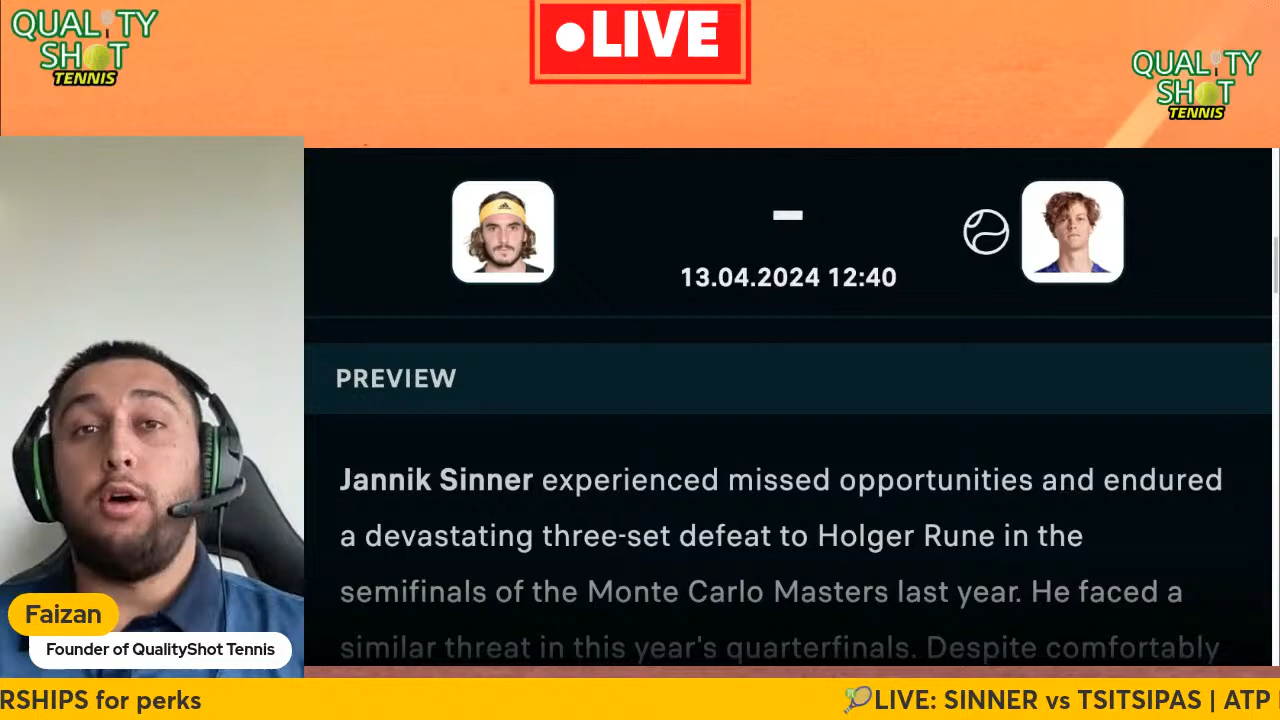 QUALITY
SHOT
TENNIS
LIVE
QUALITY
SHOT
TENNIS
13.04.2024 12:40
PREVIEW
Jannik Sinner experienced missed opportunities and endured
a devastating three-set defeat to Holger Rune in the
semifinals of the Monte Carlo Masters last year. He faced a
similar threat in this year's quarterfinals. Despite comfortably
Faizan
Founder of QualityShot Tennis
RSHIPS for perks
LIVE: SINNER vs TSITSIPAS | ATP